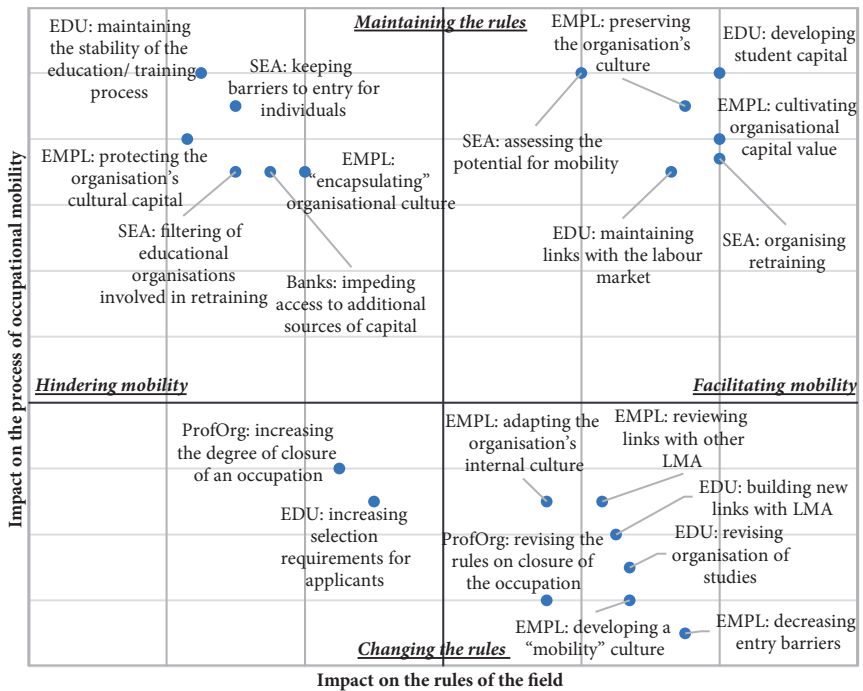 Maintaining the rules
EDU: maintaining
the stability of the
education/ training
process
SEA: keeping
barriers to entry for
individuals
EMPL: protecting the
organisation's
cultural capital
EMPL:
"encapsulating"
organisational culture
SEA: filtering of
educational
organisations
involved in retraining
Banks: impeding
access to additional
sources of capital
EMPL: preserving
the organisation's
culture
EDU: developing
student capital
EMPL: cultivating
organisational
capital value
SEA: assessing the
potential for mobility
EDU: maintaining
links with the labour
market
SEA: organising
retraining
Hindering mobility
Facilitating mobility
ProfOrg: increasing
the degree of closure
of an occupation
EDU: increasing
selection
requirements for
applicants
EMPL: adapting the
organisation's
internal culture
EMPL: reviewing
links with other
LMA
EDU: building new
links with LMA
EDU: revising
organisation of
studies
ProfOrg: revising the
rules on closure of
the occupation
EMPL: developing a
"mobility" culture
EMPL: decreasing
entry barriers
Changing the rules
Impact on the rules of the field
Impact on the process of occupational mobility